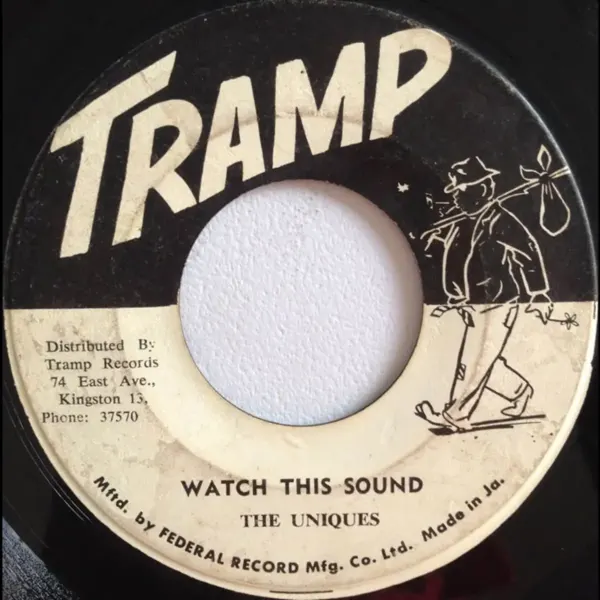 TRAMP
Distributed By
Tramp Records
74 East Ave.,
Kingston 13,
Phone: 37570
WATCH THIS SOUND
THE UNIQUES
Mftd. by FEDERAL RECORD Mfg. Co. Ltd. Made in Ja.